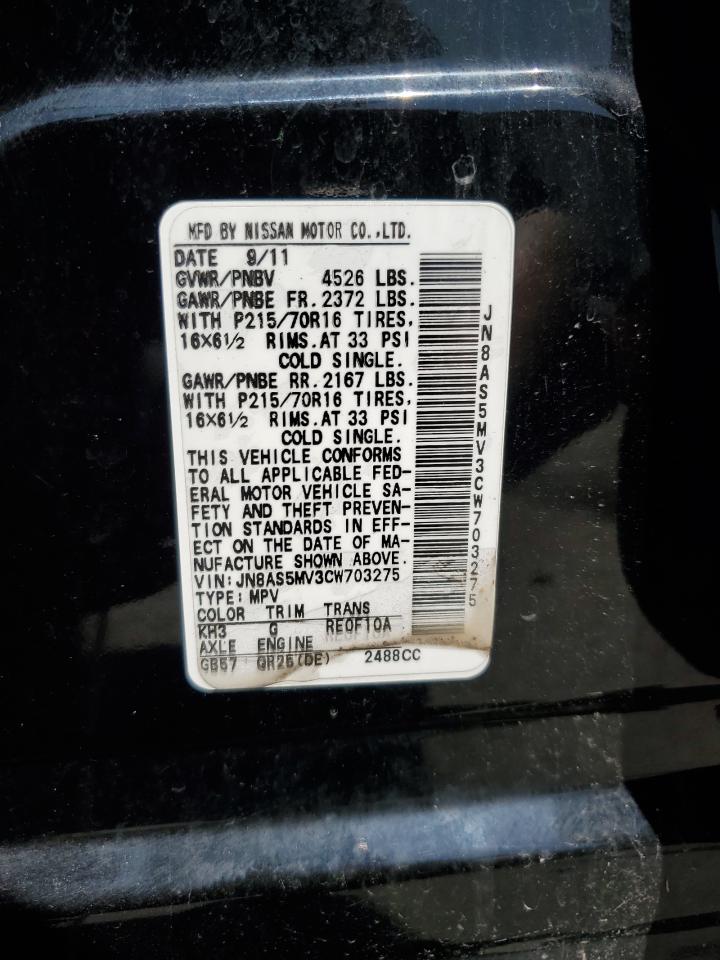 MFD BY NISSAN MOTOR CO.,LTD.
DATE 9/11
GVWR/PNBV 4526 LBS.
GAWR/PNBE FR. 2372 LBS.
WITH P215/70R16 TIRES,
16×6½ RIMS.AT 33 PSI
COLD SINGLE.
GAWR/PNBE RR. 2167 LBS.
WITH P215/70R16 TIRES,
16×6½ RIMS.AT 33 PSI
COLD SINGLE.
THIS VEHICLE CONFORMS
TO ALL APPLICABLE FED-
ERAL MOTOR VEHICLE SA-
FETY AND THEFT PREVEN-
TION STANDARDS IN EFF-
ECT ON THE DATE OF MA-
NUFACTURE SHOWN ABOVE.
VIN:JN8AS5MV3CW703275
TYPE:MPV
COLOR TRIM TRANS
KH3 G RE0F10A
AXLE ENGINE
GB57 QR25(DE) 2488CC
JN8AS5MV3CW703275